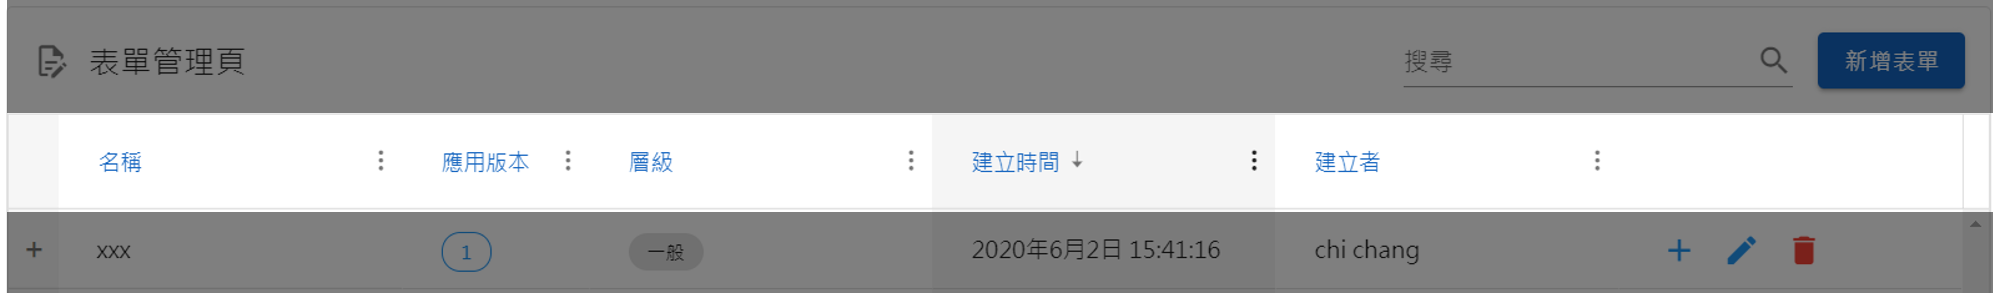 表單管理頁 搜尋 新增表單
名稱 應用版本 層級 建立時間 建立者
xxx 1 一般 2020年6月2日 15:41:16 chi chang